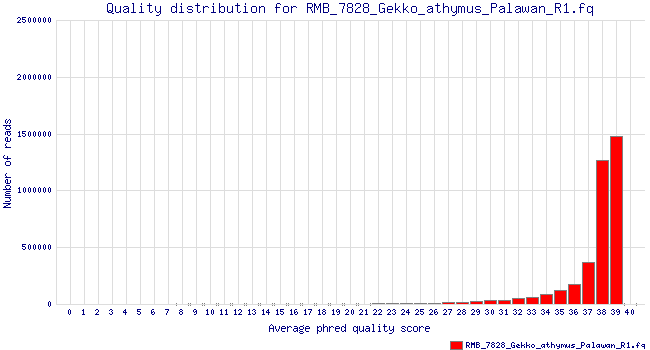 Quality distribution for RMB_7828_Gekko_athymus_Palawan_R1.fq
2500000
2000000
1500000
1000000
500000
0
Number of reads
0 1 2 3 4 5 6 7 8 9 10 11 12 13 14 15 16 17 18 19 20 21 22 23 24 25 26 27 28 29 30 31 32 33 34 35 36 37 38 39 40
Average phred quality score
RMB_7828_Gekko_athymus_Palawan_R1.fq